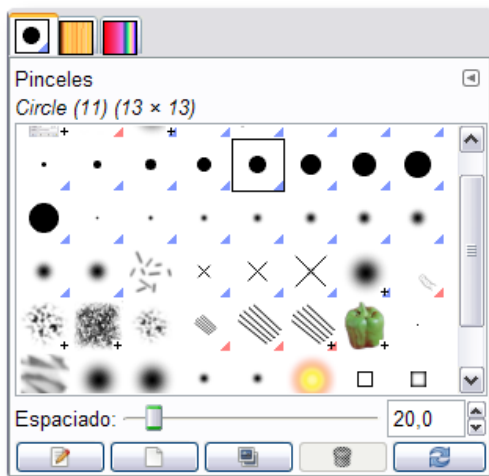 Pinceles
Circle (11) (13 × 13)
Espaciado:
20,0